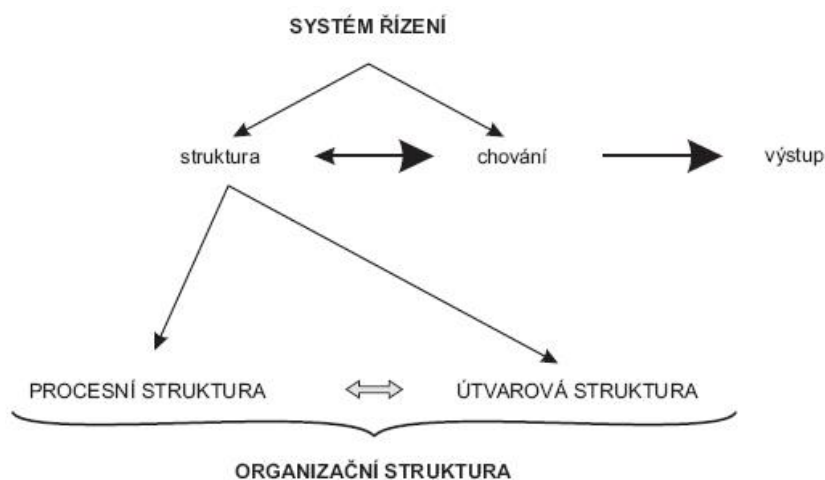 SYSTÉM ŘÍZENÍ
struktura chování výstup
PROCESNÍ STRUKTURA ÚTVAROVÁ STRUKTURA
ORGANIZAČNÍ STRUKTURA